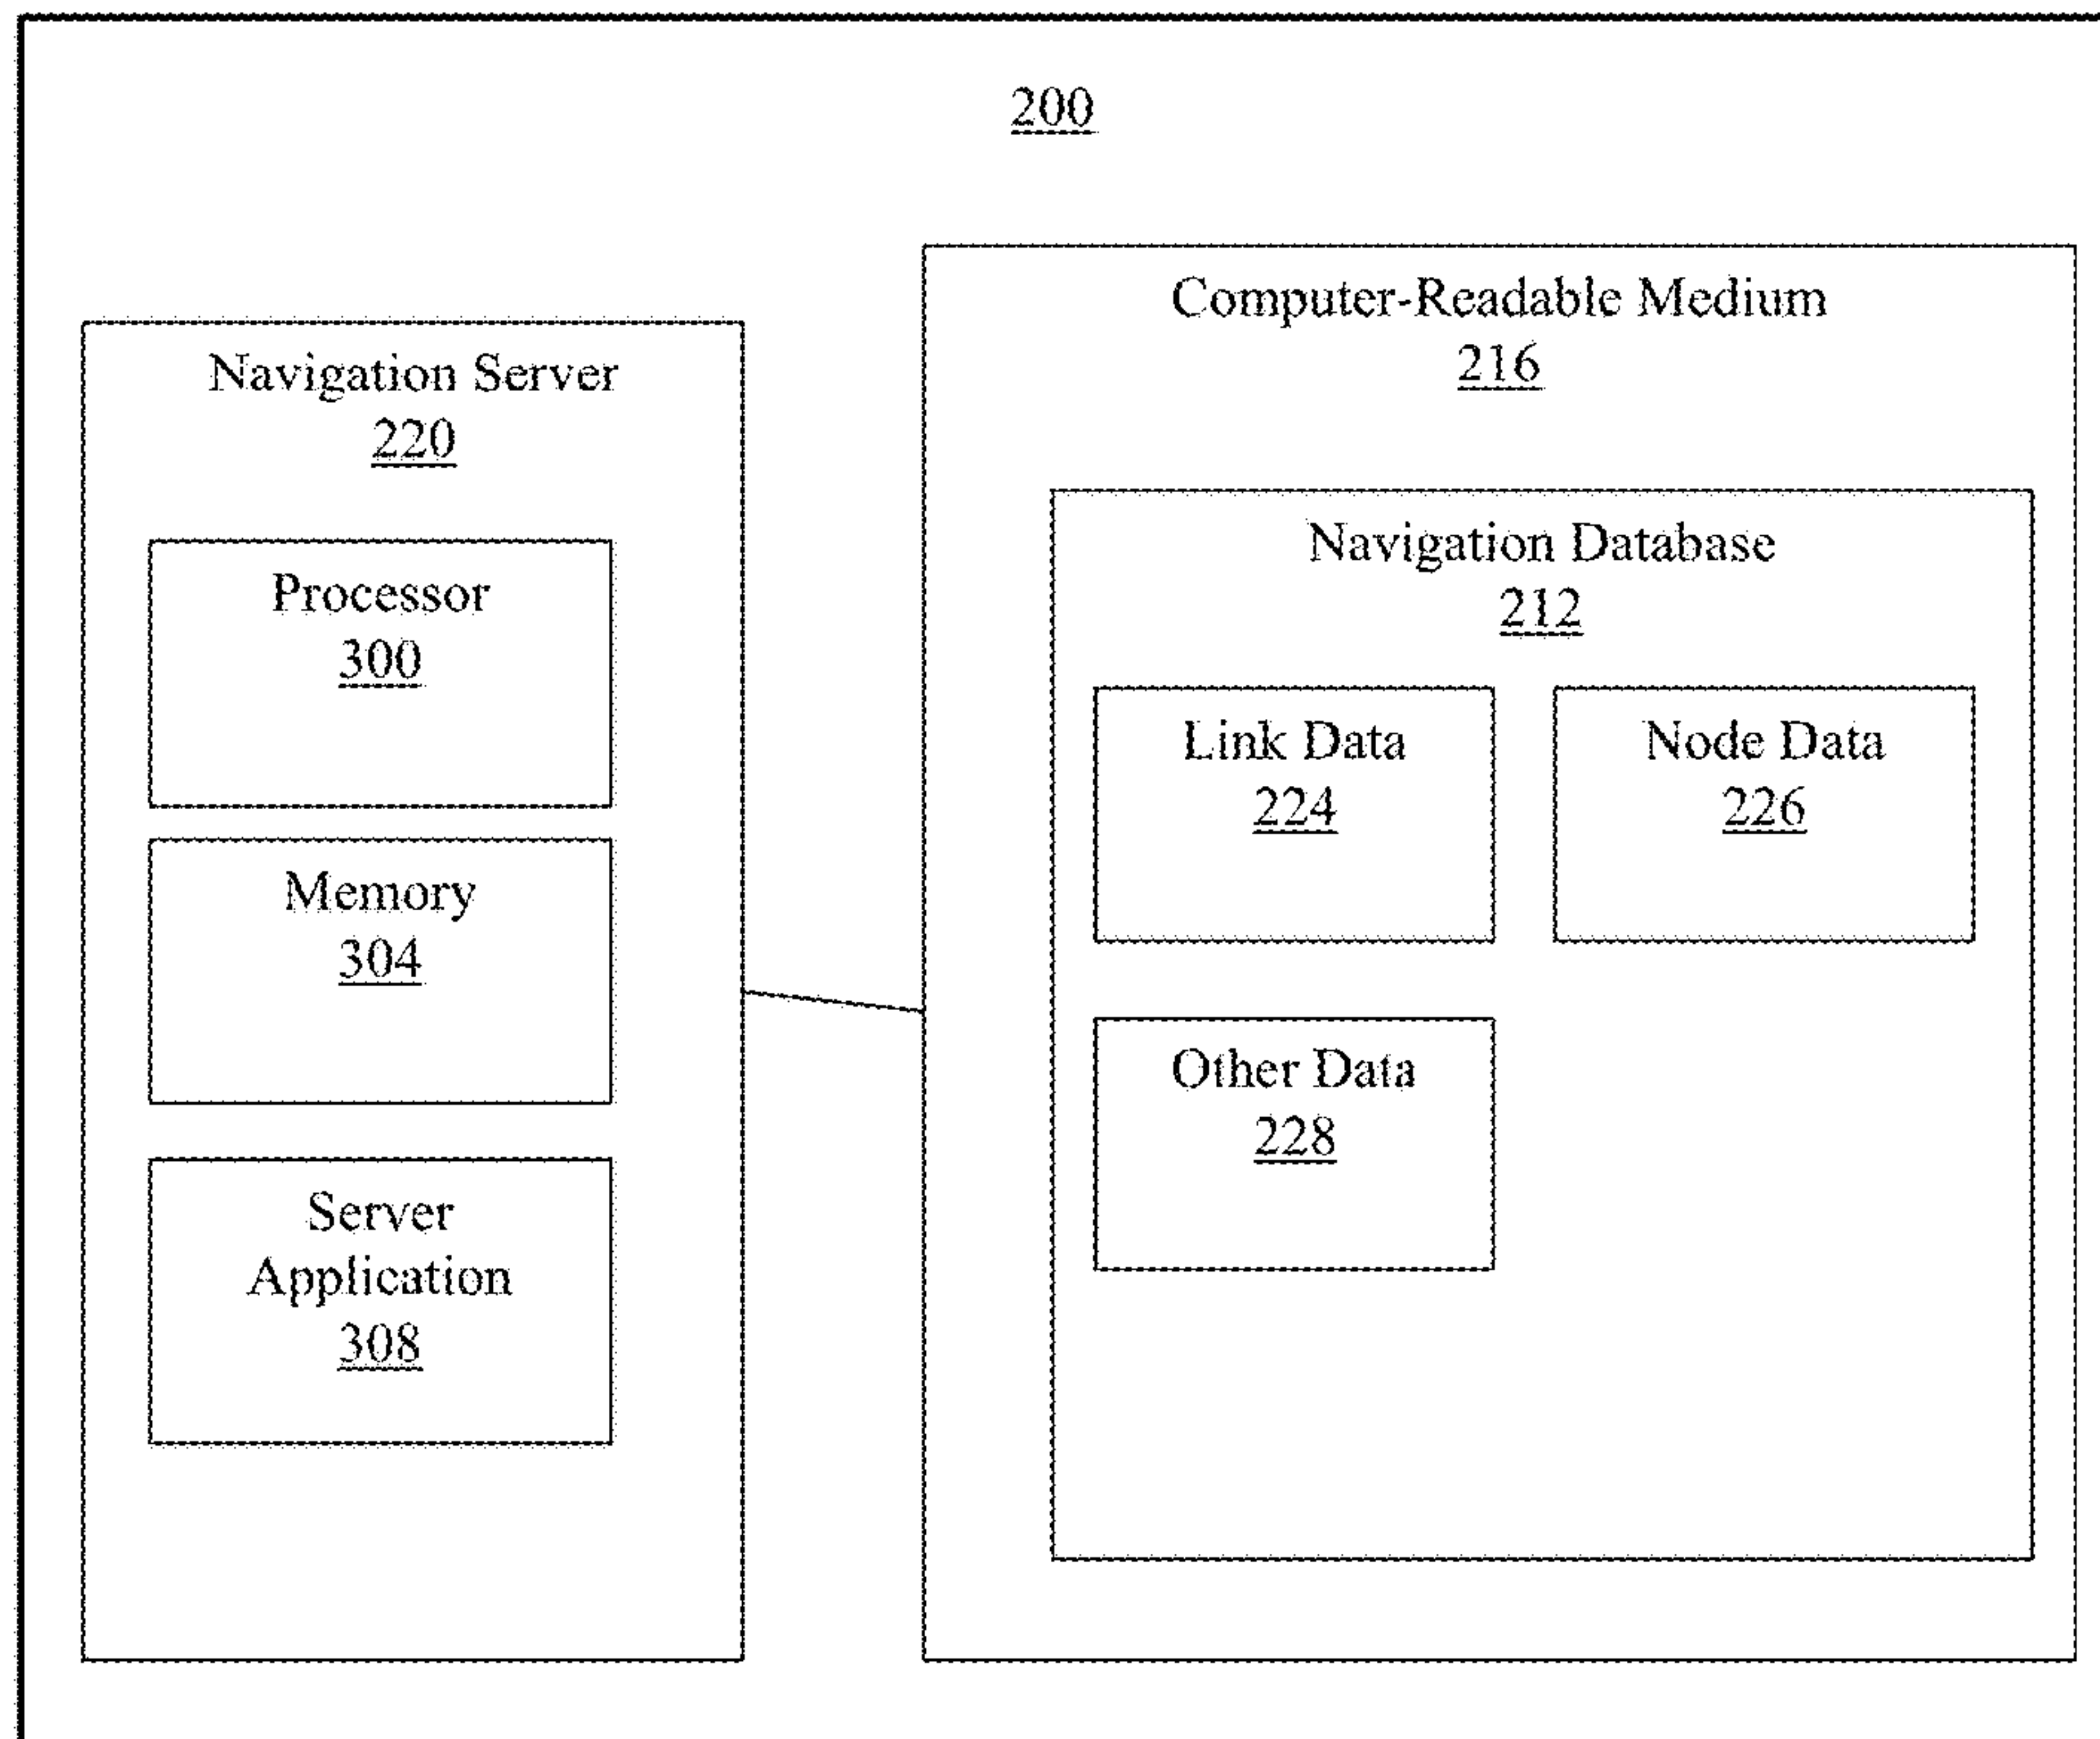 200
Navigation Server
220
Processor
300
Memory
304
Server
Application
308
Computer-Readable Medium
216
Navigation Database
212
Link Data
224
Node Data
226
Other Data
228